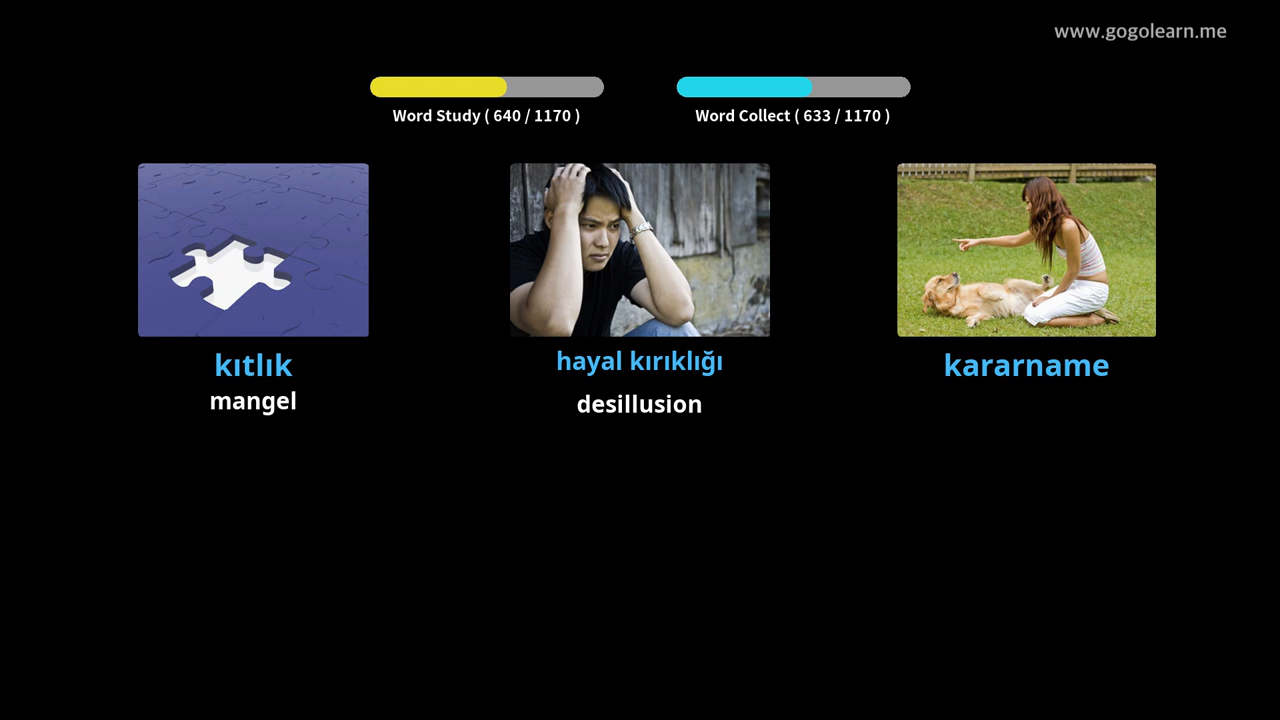 www.gogolearn.me
Word Study ( 640 / 1170 )
Word Collect ( 633 / 1170 )
kıtlık
mangel
hayal kırıklığı
desillusion
kararname